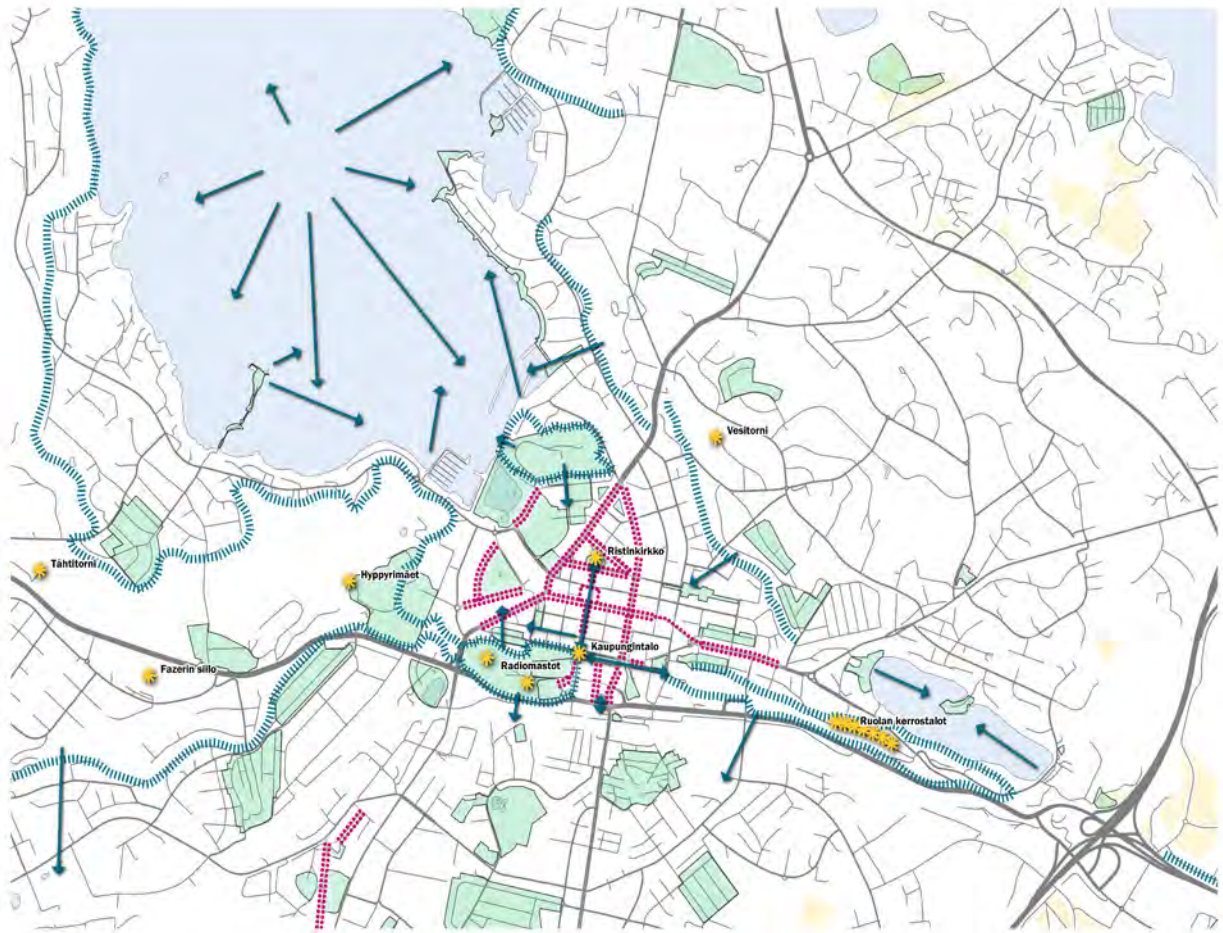 Vesitorni
Ristinkirkko
Tähtitorni
Hyppyrimäet
Kaupungintalo
Radiomastot
Fazerin siilo
Ruolan kerrostalot